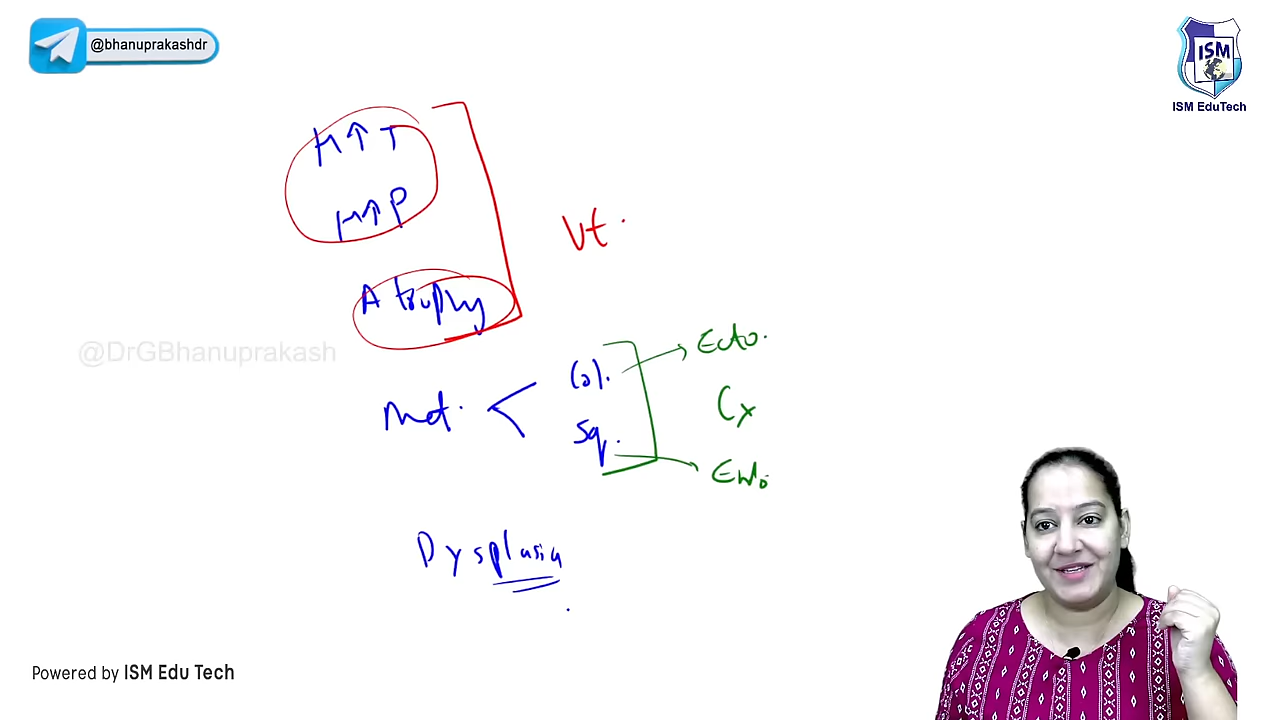 @bhanuprakashdr
ISM
ISM EduTech
H↑T
H↑P
Ut.
Atrophy
@DrGBhanuprakash
Ecto.
Col.
Met.
Cx
Sq.
Endo
Dysplasia
Powered by ISM Edu Tech